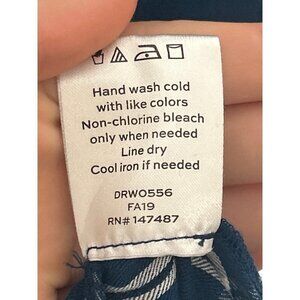 Hand wash cold
with like colors
Non-chlorine bleach
only when needed
Line dry
Cool iron if needed
DRWO556
FA19
RN# 147487